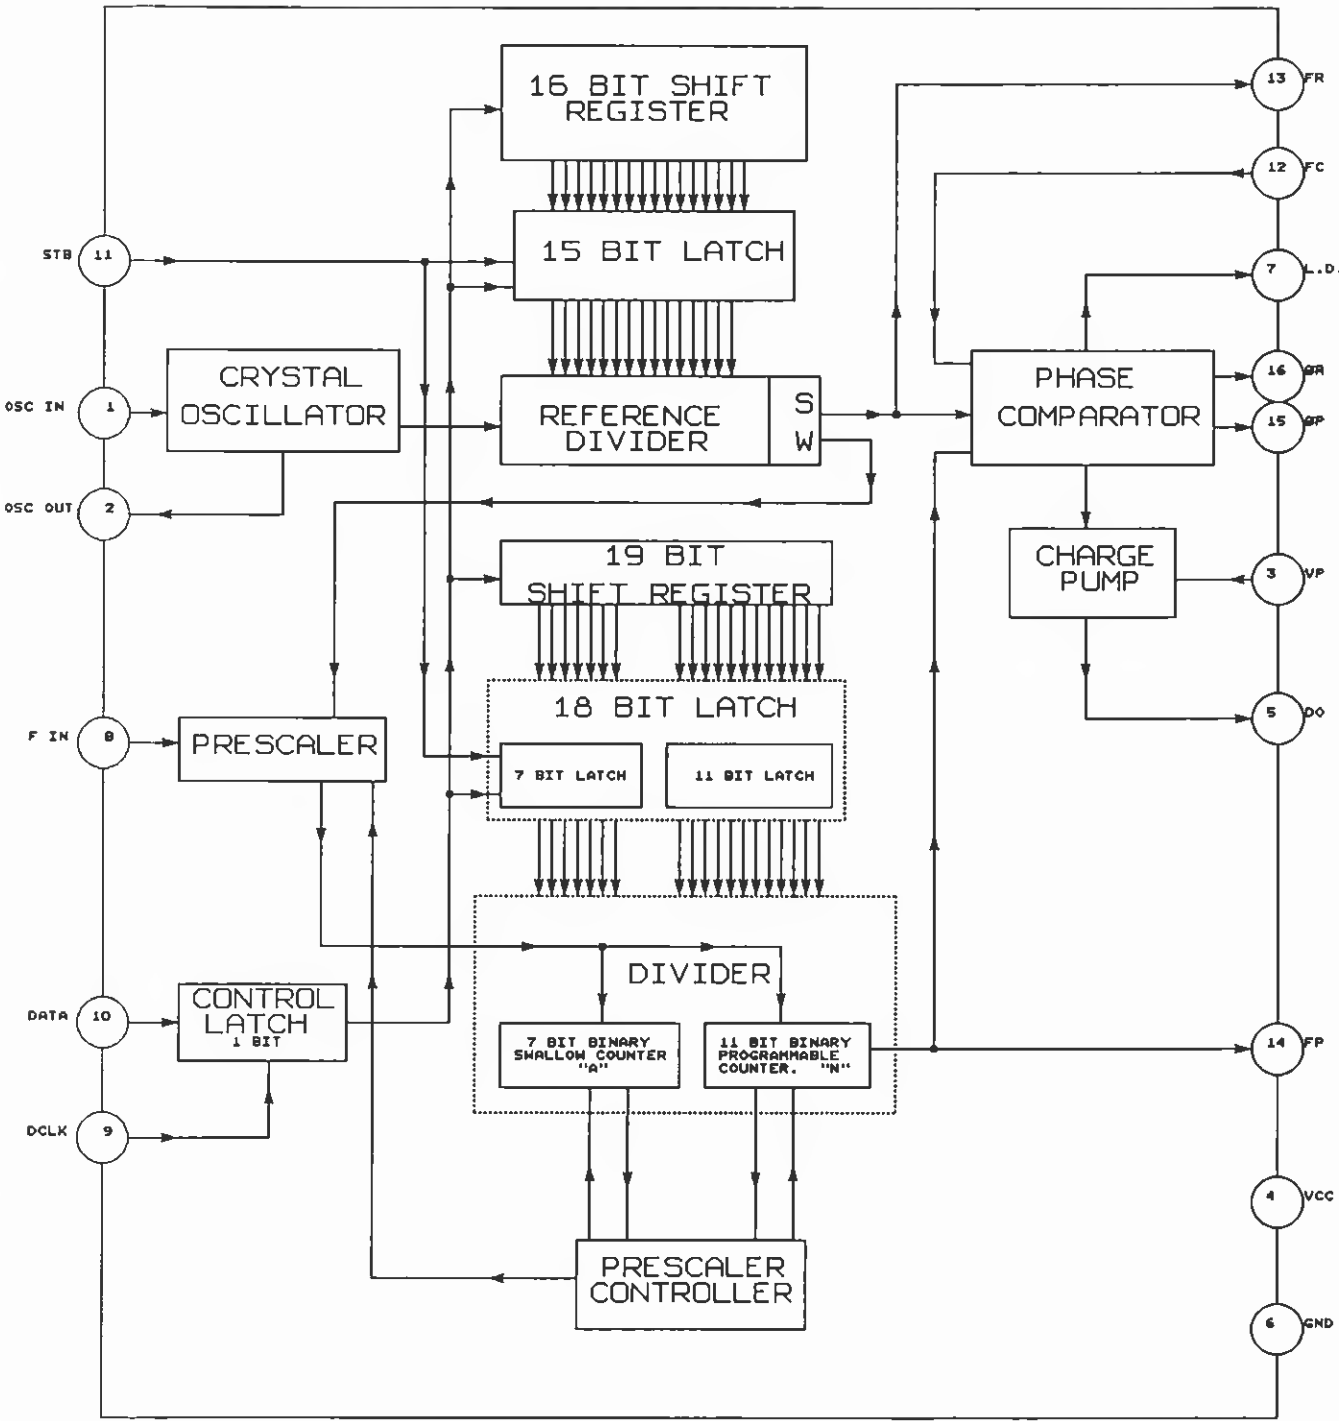 16 BIT SHIFT
REGISTER
13 FR
12 FC
STB 11
15 BIT LATCH
7 L.D.
CRYSTAL
OSCILLATOR
OSC IN 1
REFERENCE
DIVIDER
S
W
PHASE
COMPARATOR
16
15
OSC OUT 2
19 BIT
SHIFT REGISTER
CHARGE
PUMP
3 VP
18 BIT LATCH
5 DO
F IN 8
PRESCALER
7 BIT LATCH
11 BIT LATCH
DIVIDER
DATA 10
CONTROL
LATCH
1 BIT
7 BIT BINARY
SWALLOW COUNTER
"A"
11 BIT BINARY
PROGRAMMABLE
COUNTER. "N"
14 FP
DCLK 9
4 VCC
PRESCALER
CONTROLLER
6 GND